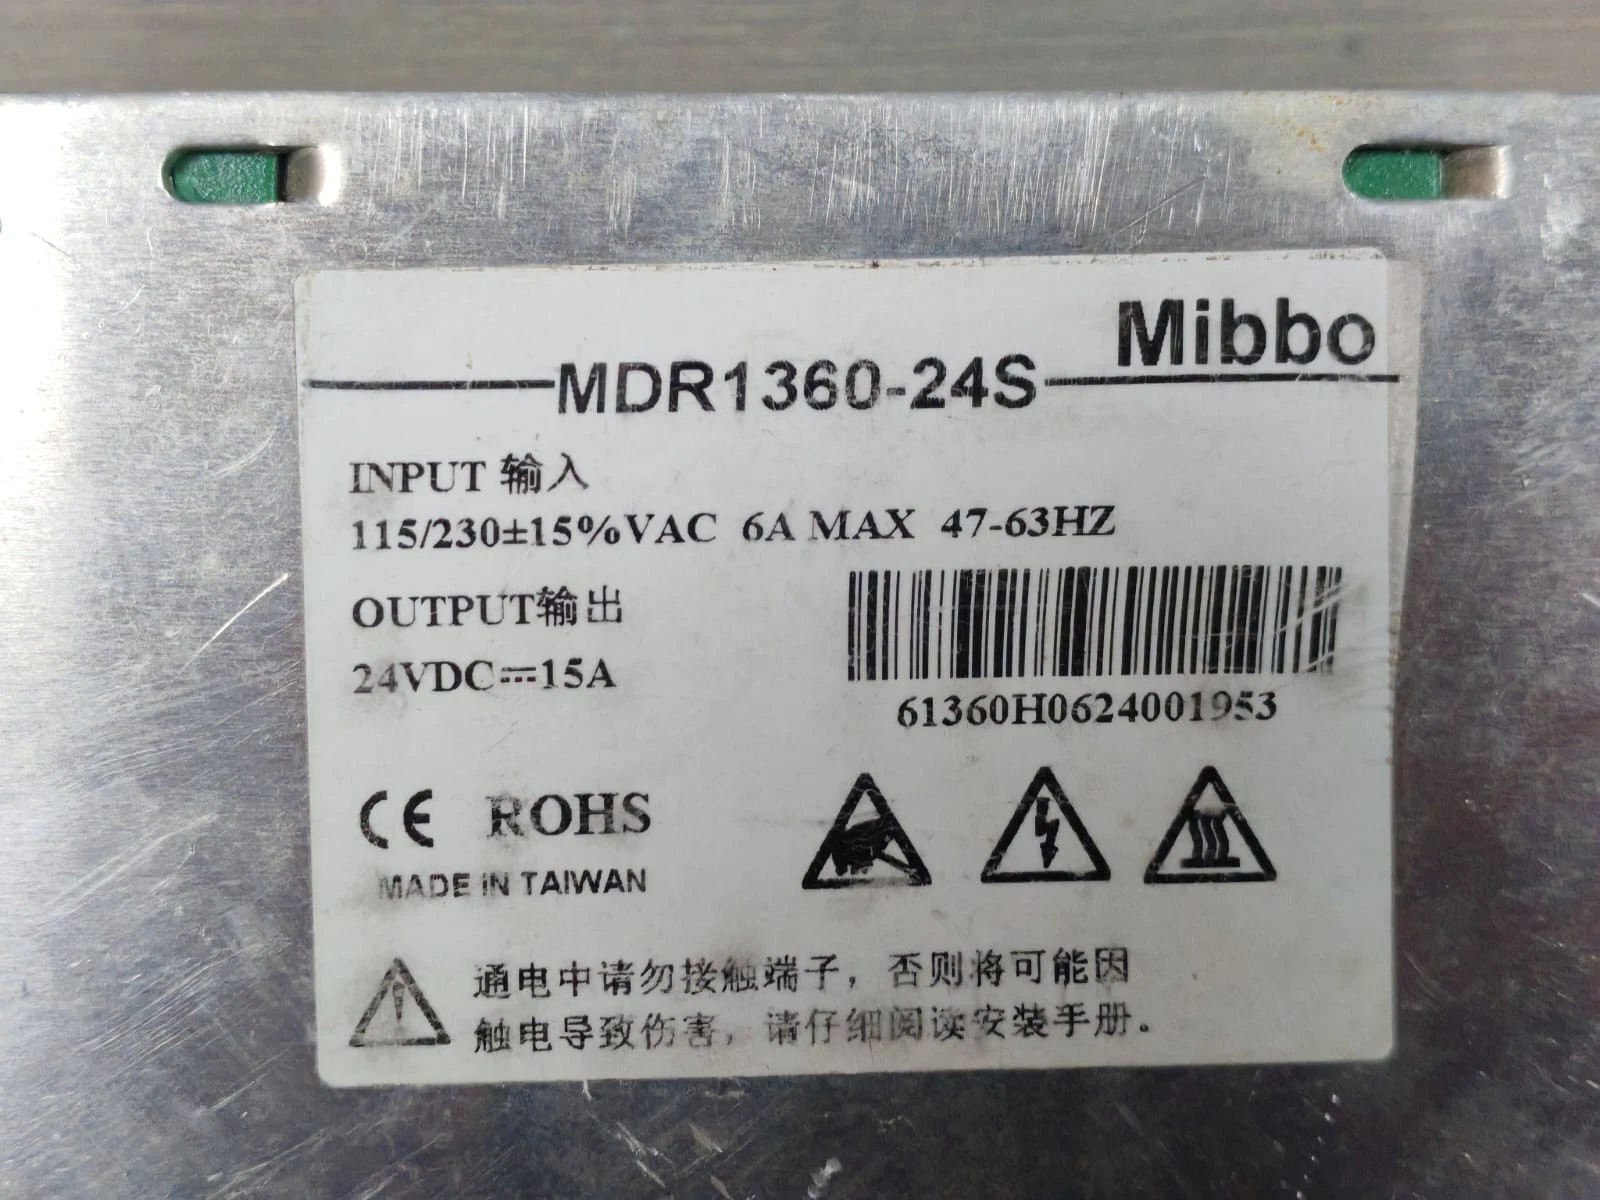 Mibbo
MDR1360-24S
INPUT 输入
115/230±15%VAC 6A MAX 47-63HZ
OUTPUT输出
24VDC⎓15A
61360H0624001953
CE ROHS
MADE IN TAIWAN
通电中请勿接触端子，否则将可能因
触电导致伤害，请仔细阅读安装手册。